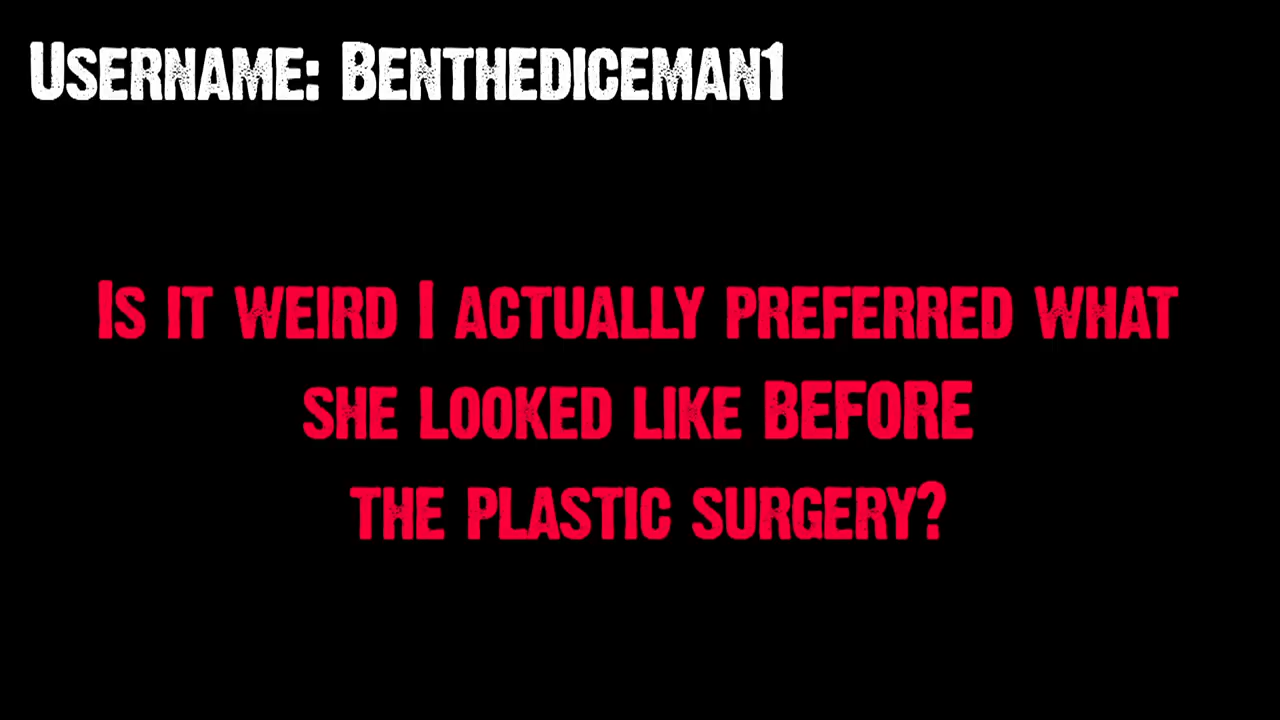 Username: Benthediceman1
Is it weird I actually preferred what
she looked like BEFORE
the plastic surgery?